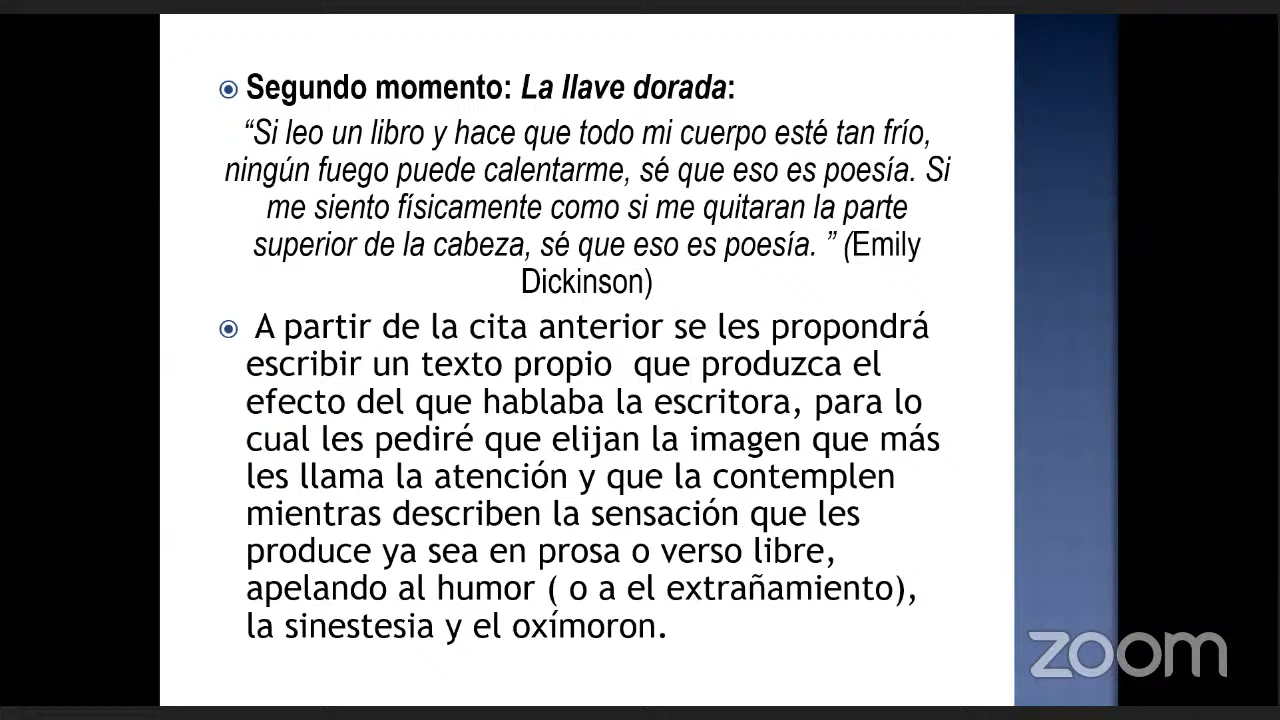 Segundo momento: La llave dorada:
“Si leo un libro y hace que todo mi cuerpo esté tan frío,
ningún fuego puede calentarme, sé que eso es poesía. Si
me siento físicamente como si me quitaran la parte
superior de la cabeza, sé que eso es poesía. ” (Emily
Dickinson)
A partir de la cita anterior se les propondrá
escribir un texto propio  que produzca el
efecto del que hablaba la escritora, para lo
cual les pediré que elijan la imagen que más
les llama la atención y que la contemplen
mientras describen la sensación que les
produce ya sea en prosa o verso libre,
apelando al humor ( o a el extrañamiento),
la sinestesia y el oxímoron.
zoom